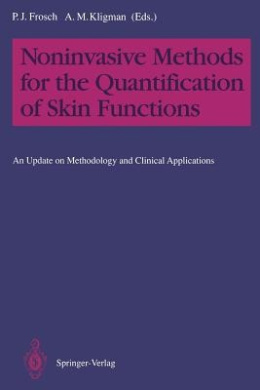 P. J. Frosch A. M. Kligman (Eds.)
Noninvasive Methods
for the Quantification
of Skin Functions
An Update on Methodology and Clinical Applications
Springer-Verlag